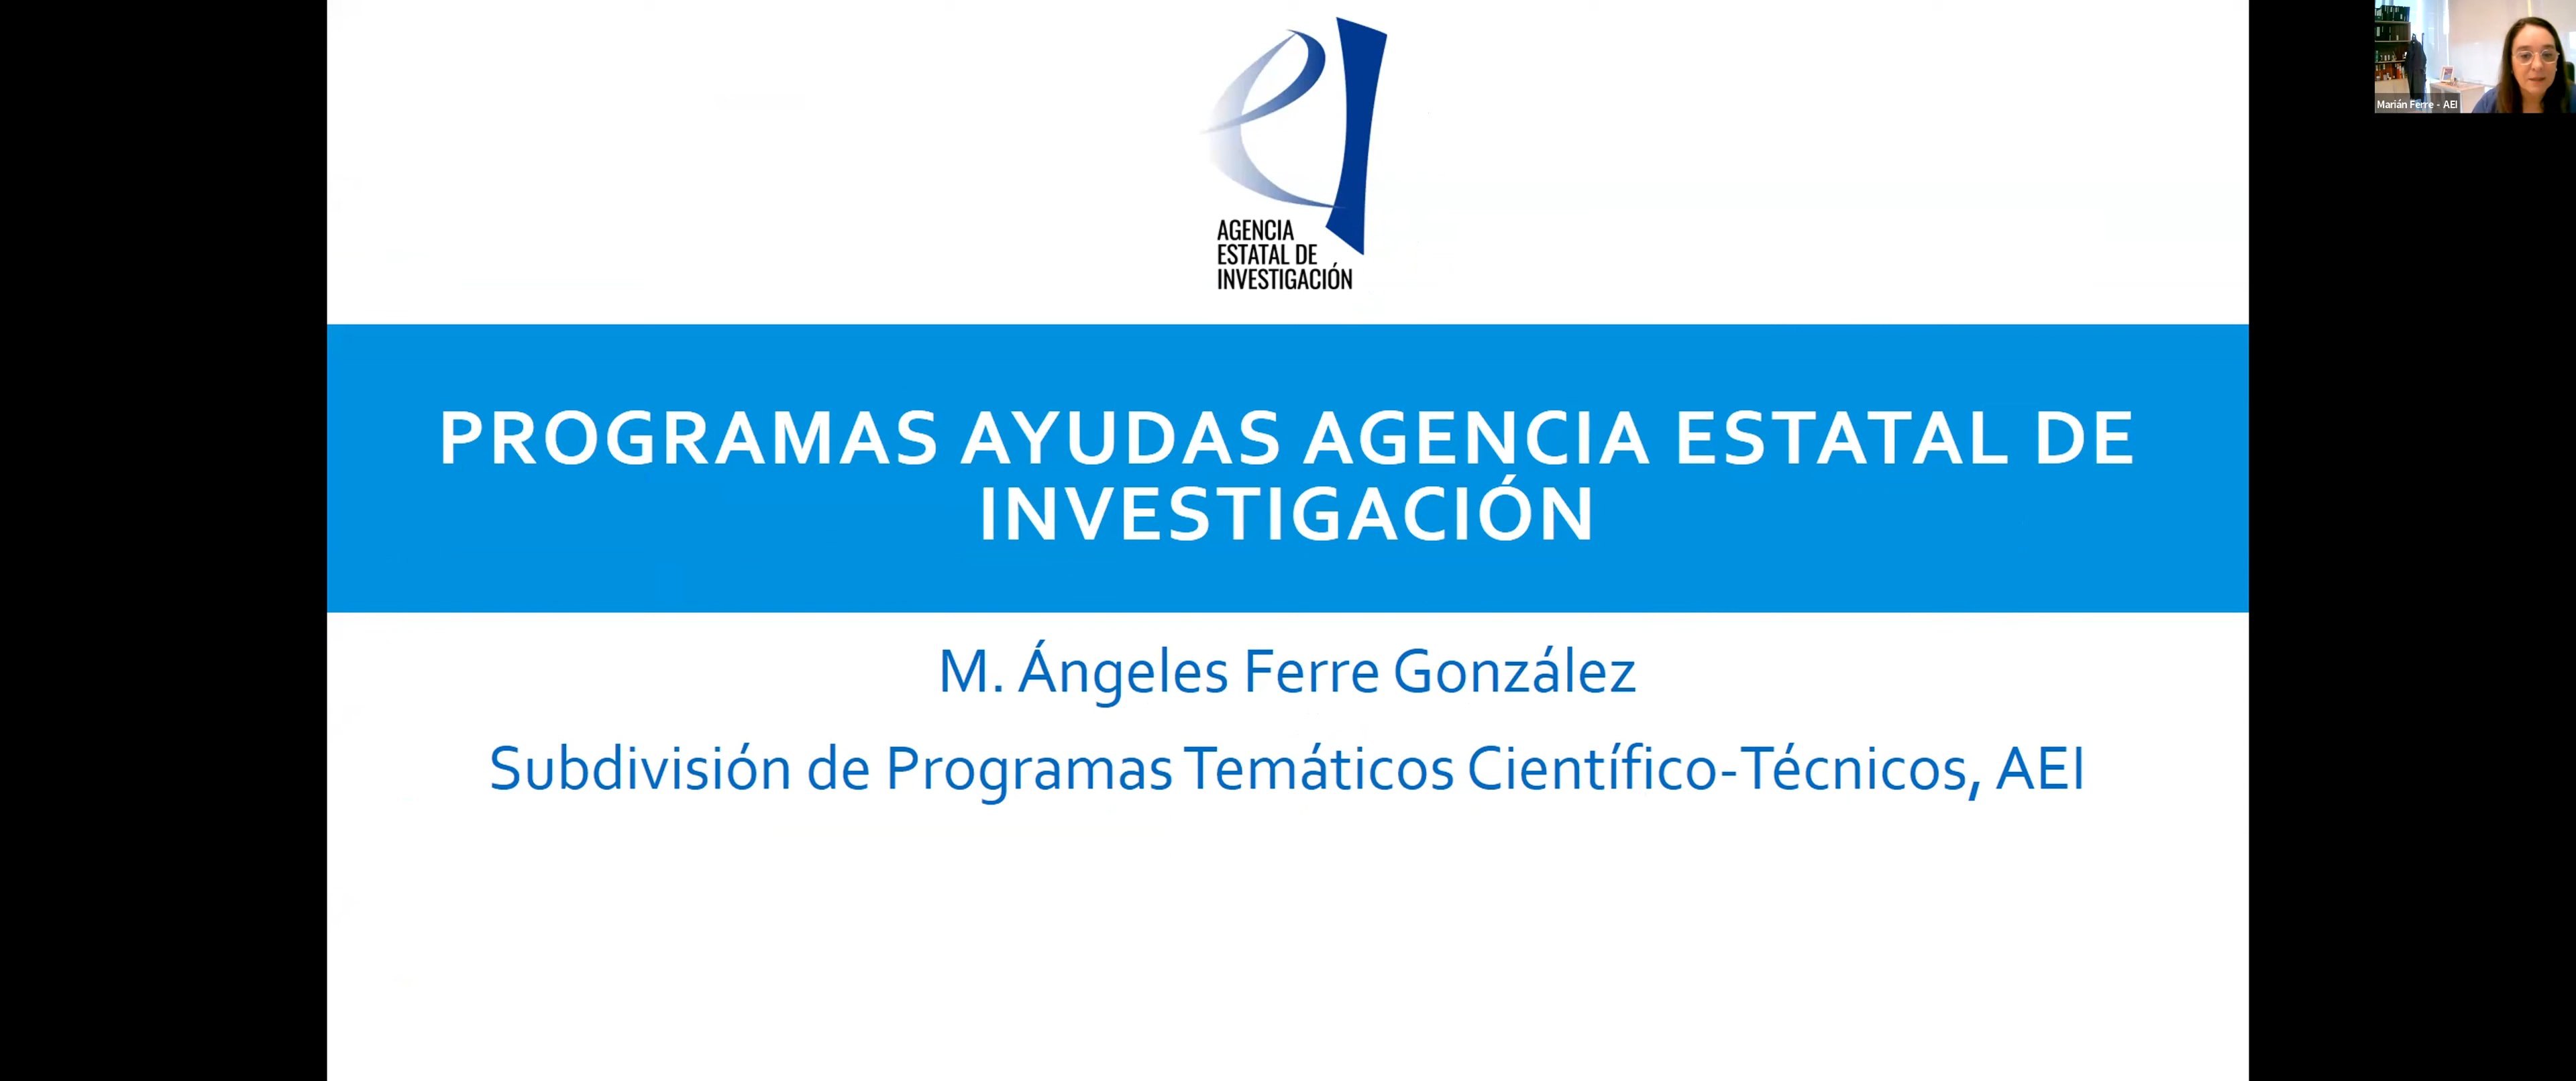 AGENCIA
ESTATAL DE
INVESTIGACIÓN
Marián Ferre - AEI
PROGRAMAS AYUDAS AGENCIA ESTATAL DE
INVESTIGACIÓN
M. Ángeles Ferre González
Subdivisión de Programas Temáticos Científico-Técnicos, AEI